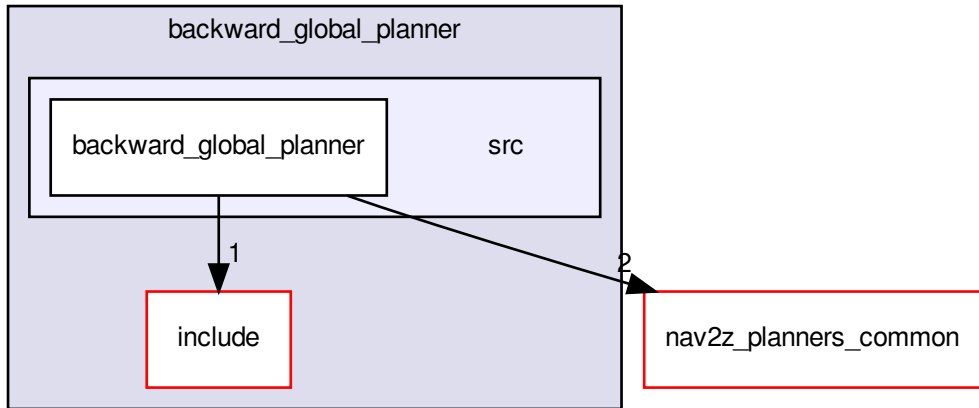 backward_global_planner
backward_global_planner
src
1
2
include
nav2z_planners_common